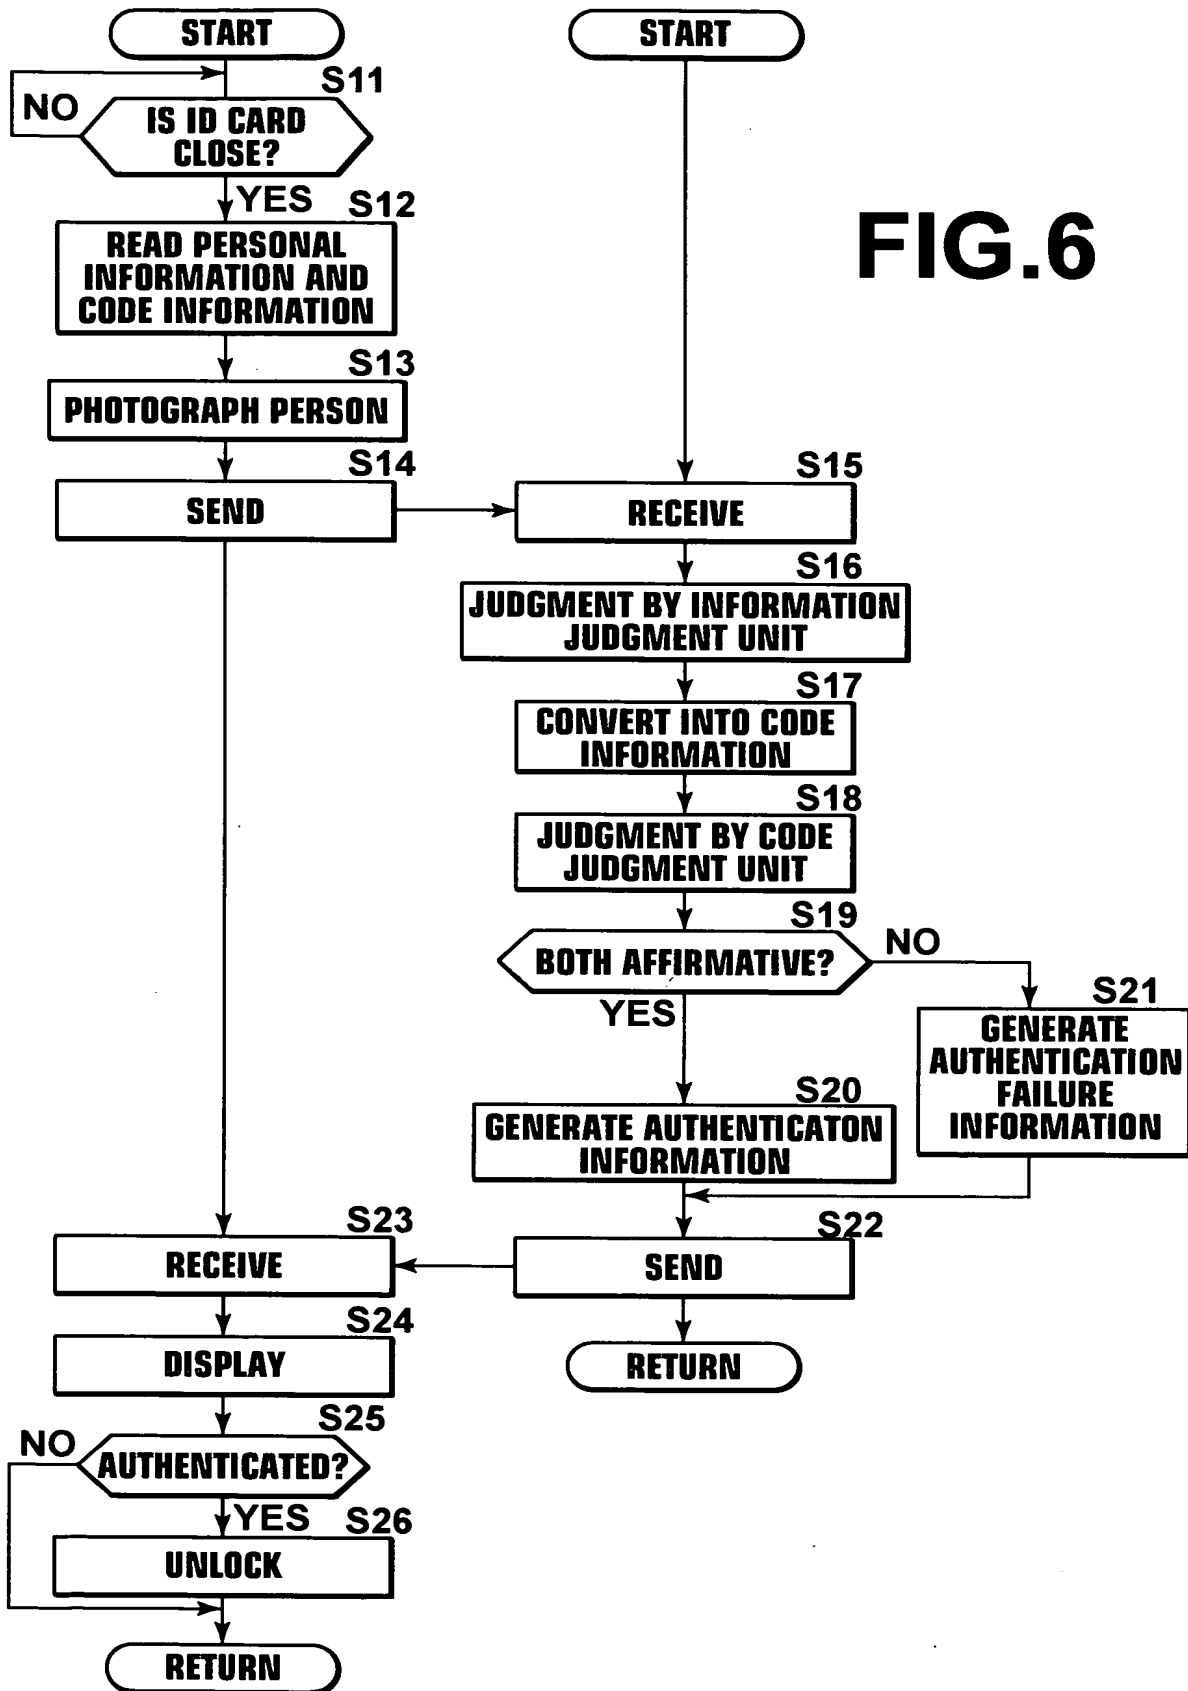 START
START
S11
NO
IS ID CARD
CLOSE?
YES
S12
READ PERSONAL
INFORMATION AND
CODE INFORMATION
FIG.6
S13
PHOTOGRAPH PERSON
S14
SEND
S15
RECEIVE
S16
JUDGMENT BY INFORMATION
JUDGMENT UNIT
S17
CONVERT INTO CODE
INFORMATION
S18
JUDGMENT BY CODE
JUDGMENT UNIT
S19
BOTH AFFIRMATIVE?
NO
YES
S21
GENERATE
AUTHENTICATION
FAILURE
INFORMATION
S20
GENERATE AUTHENTICATON
INFORMATION
S22
SEND
S23
RECEIVE
RETURN
S24
DISPLAY
S25
NO
AUTHENTICATED?
YES
S26
UNLOCK
RETURN